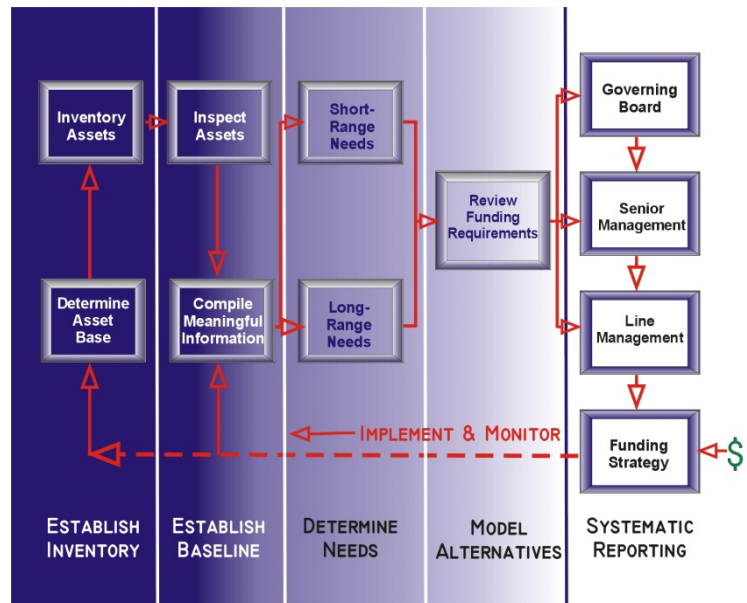 Inventory
Assets
Inspect
Assets
Short-
Range
Needs
Governing
Board
Review
Funding
Requirements
Senior
Management
Determine
Asset
Base
Compile
Meaningful
Information
Long-
Range
Needs
Line
Management
IMPLEMENT & MONITOR
Funding
Strategy
$
ESTABLISH
INVENTORY
ESTABLISH
BASELINE
DETERMINE
NEEDS
MODEL
ALTERNATIVES
SYSTEMATIC
REPORTING